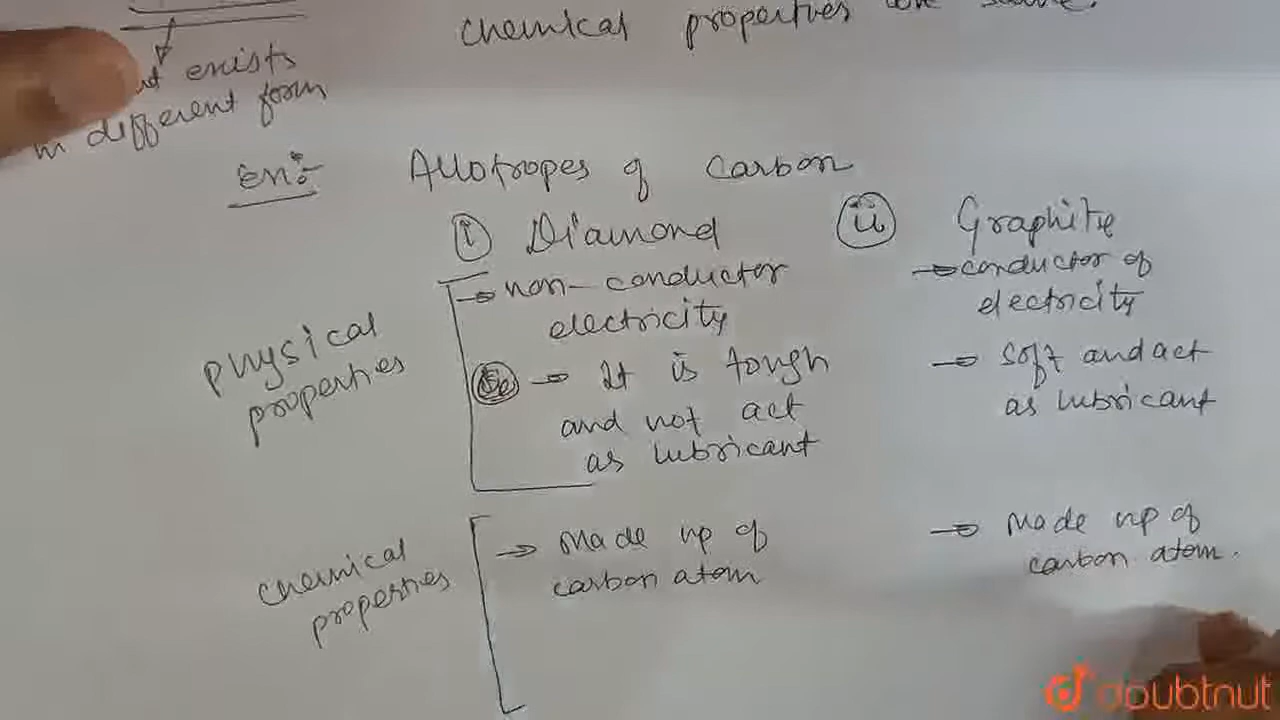 chemical properties are same.
exists
in different form
Ex:-
Allotropes of carbon
(i) Diamond
(ii) Graphite
→ non-conductor
electricity
→ conductor of
electricity
Physical
properties
→ It is tough
and not act
as lubricant
→ soft and act
as lubricant
chemical
properties
→ Made up of
carbon atom
→ Made up of
carbon atom.
doubtnut